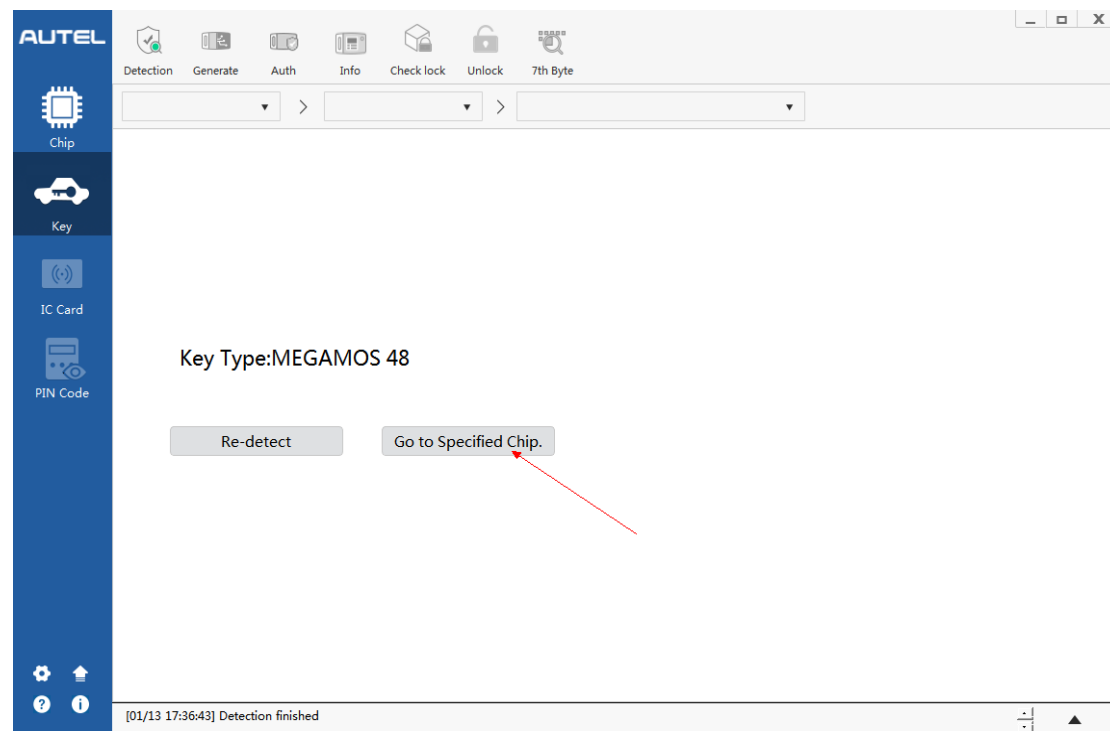 AUTEL
Detection
Generate
Auth
Info
Check lock
Unlock
7th Byte
Chip
Key
IC Card
PIN Code
Key Type:MEGAMOS 48
Re-detect
Go to Specified Chip.
[01/13 17:36:43] Detection finished